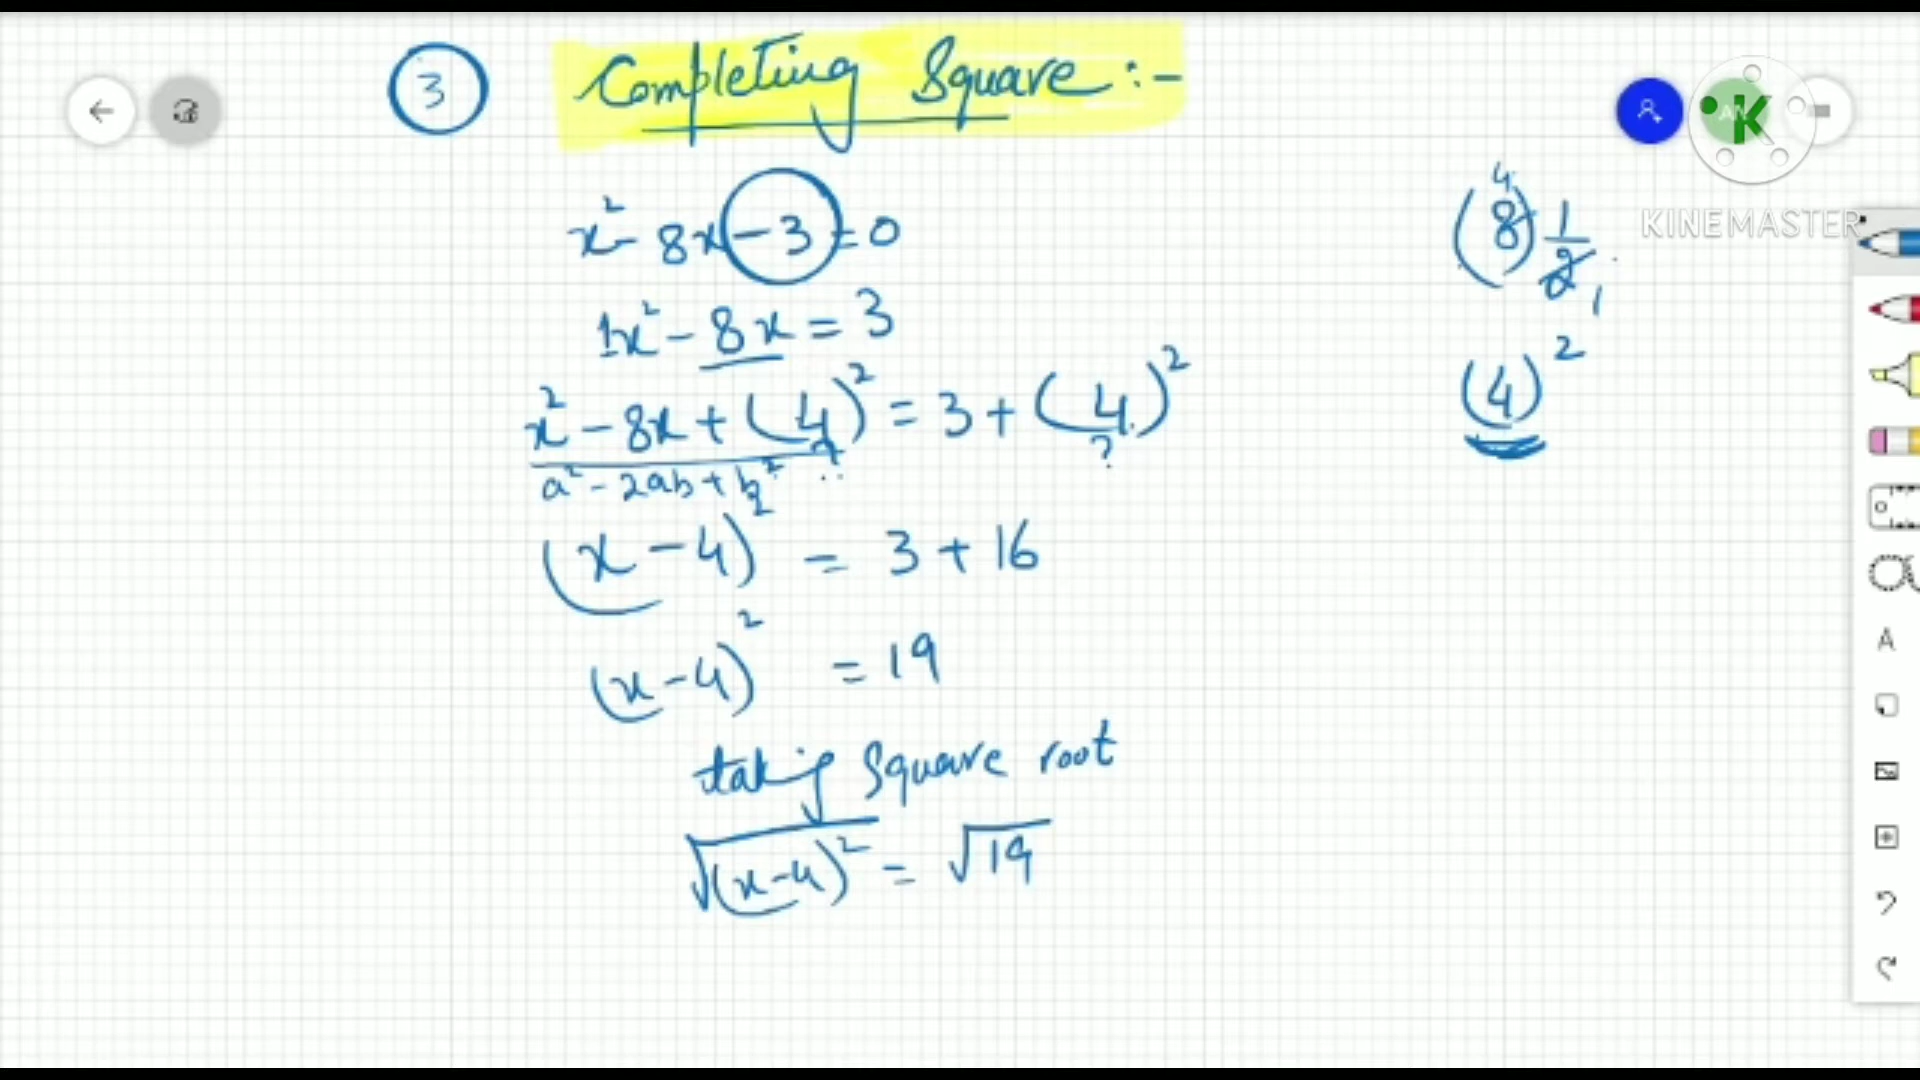 3 Completing Square :-
x² - 8x - 3 = 0
1x² - 8x = 3
x² - 8x + (4)² = 3 + (4)²
? ?
a² - 2ab + b²
(x - 4)² = 3 + 16
(x - 4)² = 19
taking Square root
√(x-4)² = √19
(8) 1/2 4 1
(4)²
K
KINEMASTER
A